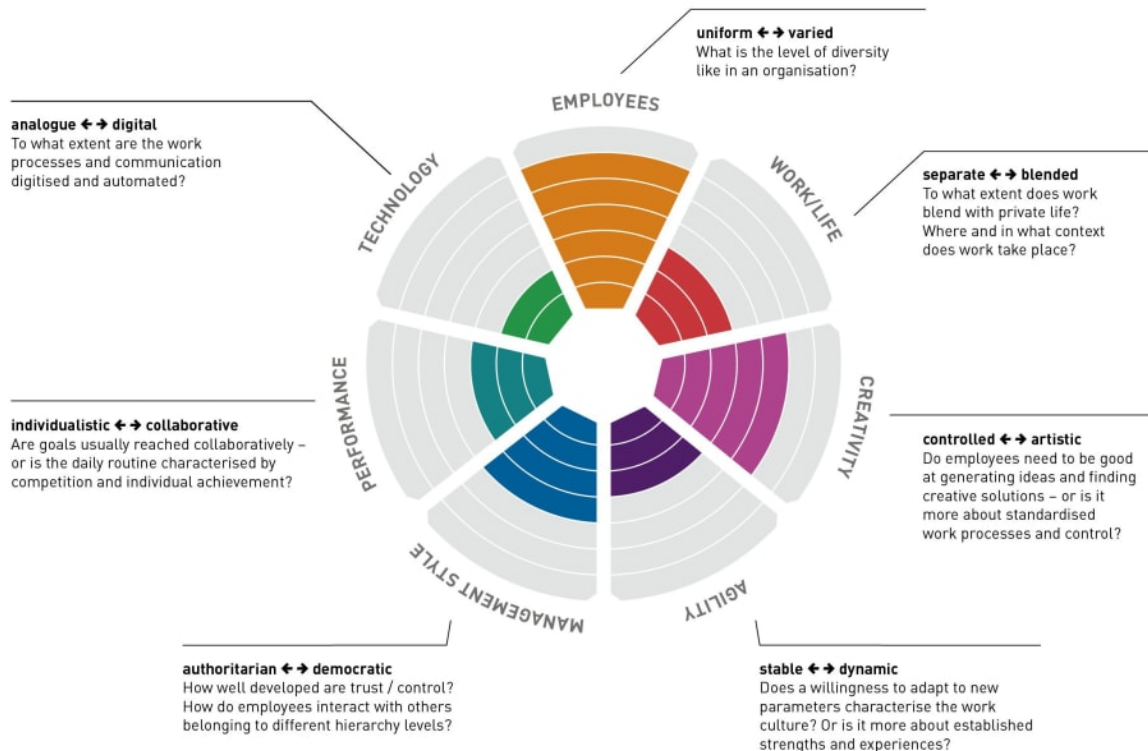 uniform ←→ varied
What is the level of diversity
like in an organisation?
EMPLOYEES
analogue ←→ digital
To what extent are the work
processes and communication
digitised and automated?
TECHNOLOGY
WORK/LIFE
separate ←→ blended
To what extent does work
blend with private life?
Where and in what context
does work take place?
PERFORMANCE
CREATIVITY
individualistic ←→ collaborative
Are goals usually reached collaboratively –
or is the daily routine characterised by
competition and individual achievement?
controlled ←→ artistic
Do employees need to be good
at generating ideas and finding
creative solutions – or is it
more about standardised
work processes and control?
MANAGEMENT STYLE
AGILITY
authoritarian ←→ democratic
How well developed are trust / control?
How do employees interact with others
belonging to different hierarchy levels?
stable ←→ dynamic
Does a willingness to adapt to new
parameters characterise the work
culture? Or is it more about established
strengths and experiences?